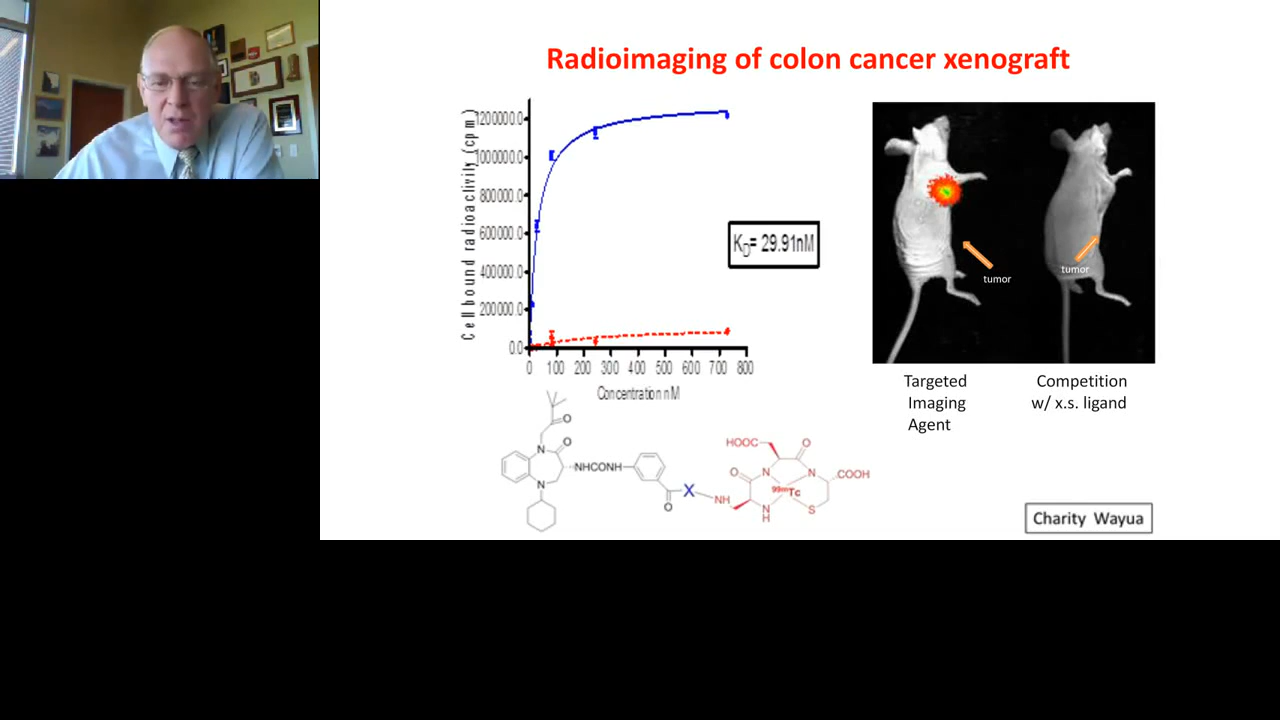 Radioimaging of colon cancer xenograft
Cell bound radioactivity (cpm)
1200000.0
1000000.0
800000.0
600000.0
400000.0
200000.0
0.0
0 100 200 300 400 500 600 700 800
Concentration nM
KD= 29.91nM
tumor
tumor
Targeted
Imaging
Agent
Competition
w/ x.s. ligand
O
N
O
NHCONH
N
O
X
NH
HOOC
O
O
N
N
COOH
99mTc
N
H
S
Charity Wayua